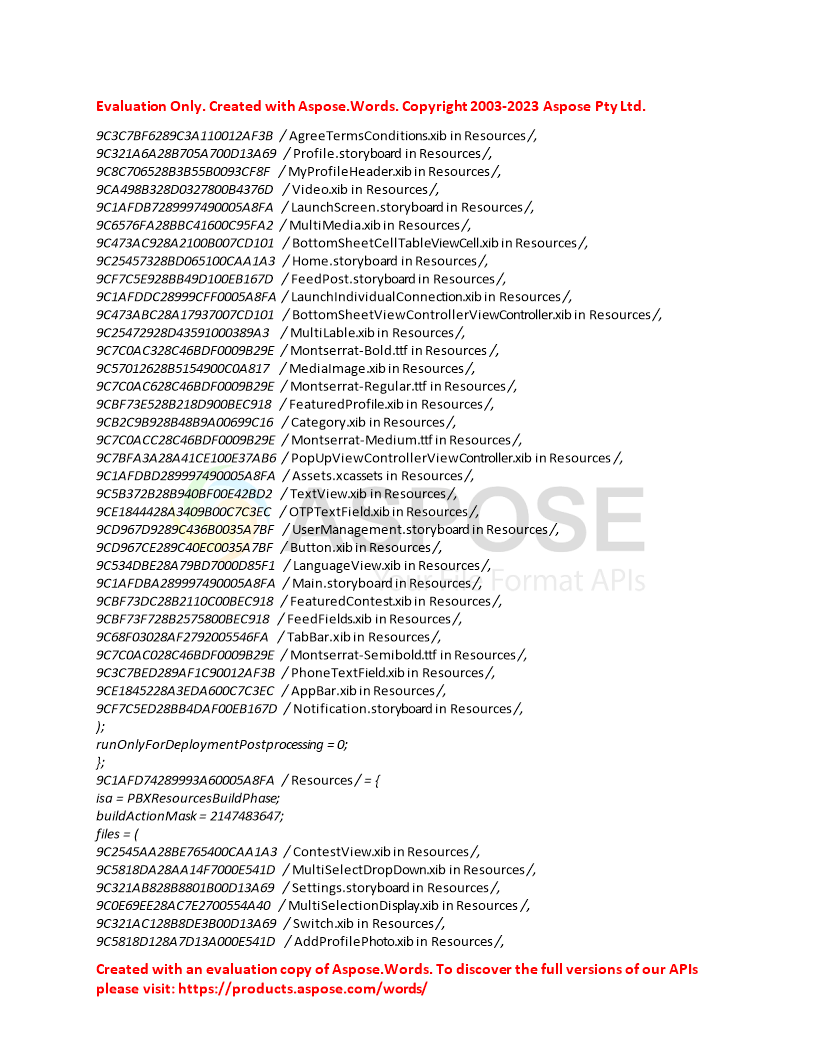 Evaluation Only. Created with Aspose.Words. Copyright 2003-2023 Aspose Pty Ltd.
9C3C7BF6289C3A110012AF3B / AgreeTermsConditions.xib in Resources /,
9C321A6A28B705A700D13A69 / Profile.storyboard in Resources /,
9C8C706528B3B55B0093CF8F / MyProfileHeader.xib in Resources /,
9CA498B328D0327800B4376D / Video.xib in Resources /,
9C1AFDB7289997490005A8FA / LaunchScreen.storyboard in Resources /,
9C6576FA28BBC41600C95FA2 / MultiMedia.xib in Resources /,
9C473AC928A2100B007CD101 / BottomSheetCellTableViewCell.xib in Resources /,
9C25457328BD065100CAA1A3 / Home.storyboard in Resources /,
9CF7C5E928BB49D100EB167D / FeedPost.storyboard in Resources /,
9C1AFDDC28999CFF0005A8FA / LaunchIndividualConnection.xib in Resources /,
9C473ABC28A17937007CD101 / BottomSheetViewControllerViewController.xib in Resources /,
9C25472928D43591000389A3 / MultiLable.xib in Resources /,
9C7C0AC328C46BDF0009B29E / Montserrat-Bold.ttf in Resources /,
9C57012628B5154900C0A817 / MediaImage.xib in Resources /,
9C7C0AC628C46BDF0009B29E / Montserrat-Regular.ttf in Resources /,
9CBF73E528B218D900BEC918 / FeaturedProfile.xib in Resources /,
9CB2C9B928B48B9A00699C16 / Category.xib in Resources /,
9C7C0ACC28C46BDF0009B29E / Montserrat-Medium.ttf in Resources /,
9C7BFA3A28A41CE100E37AB6 / PopUpViewControllerViewController.xib in Resources /,
9C1AFDBD289997490005A8FA / Assets.xcassets in Resources /,
9C5B372B28B940BF00E42BD2 / TextView.xib in Resources /,
9CE1844428A3409B00C7C3EC / OTPTextField.xib in Resources /,
9CD967D9289C436B0035A7BF / UserManagement.storyboard in Resources /,
9CD967CE289C40EC0035A7BF / Button.xib in Resources /,
9C534DBE28A79BD7000D85F1 / LanguageView.xib in Resources /,
9C1AFDBA289997490005A8FA / Main.storyboard in Resources /,
9CBF73DC28B2110C00BEC918 / FeaturedContest.xib in Resources /,
9CBF73F728B2575800BEC918 / FeedFields.xib in Resources /,
9C68F03028AF2792005546FA / TabBar.xib in Resources /,
9C7C0AC028C46BDF0009B29E / Montserrat-Semibold.ttf in Resources /,
9C3C7BED289AF1C90012AF3B / PhoneTextField.xib in Resources /,
9CE1845228A3EDA600C7C3EC / AppBar.xib in Resources /,
9CF7C5ED28BB4DAF00EB167D / Notification.storyboard in Resources /,
);
runOnlyForDeploymentPostprocessing = 0;
};
9C1AFD74289993A60005A8FA / Resources / = {
isa = PBXResourcesBuildPhase;
buildActionMask = 2147483647;
files = (
9C2545AA28BE765400CAA1A3 / ContestView.xib in Resources /,
9C5818DA28AA14F7000E541D / MultiSelectDropDown.xib in Resources /,
9C321AB828B8801B00D13A69 / Settings.storyboard in Resources /,
9C0E69EE28AC7E2700554A40 / MultiSelectionDisplay.xib in Resources /,
9C321AC128B8DE3B00D13A69 / Switch.xib in Resources /,
9C5818D128A7D13A000E541D / AddProfilePhoto.xib in Resources /,
ASPOSE
Your File Format APIs
Created with an evaluation copy of Aspose.Words. To discover the full versions of our APIs
please visit: https://products.aspose.com/words/